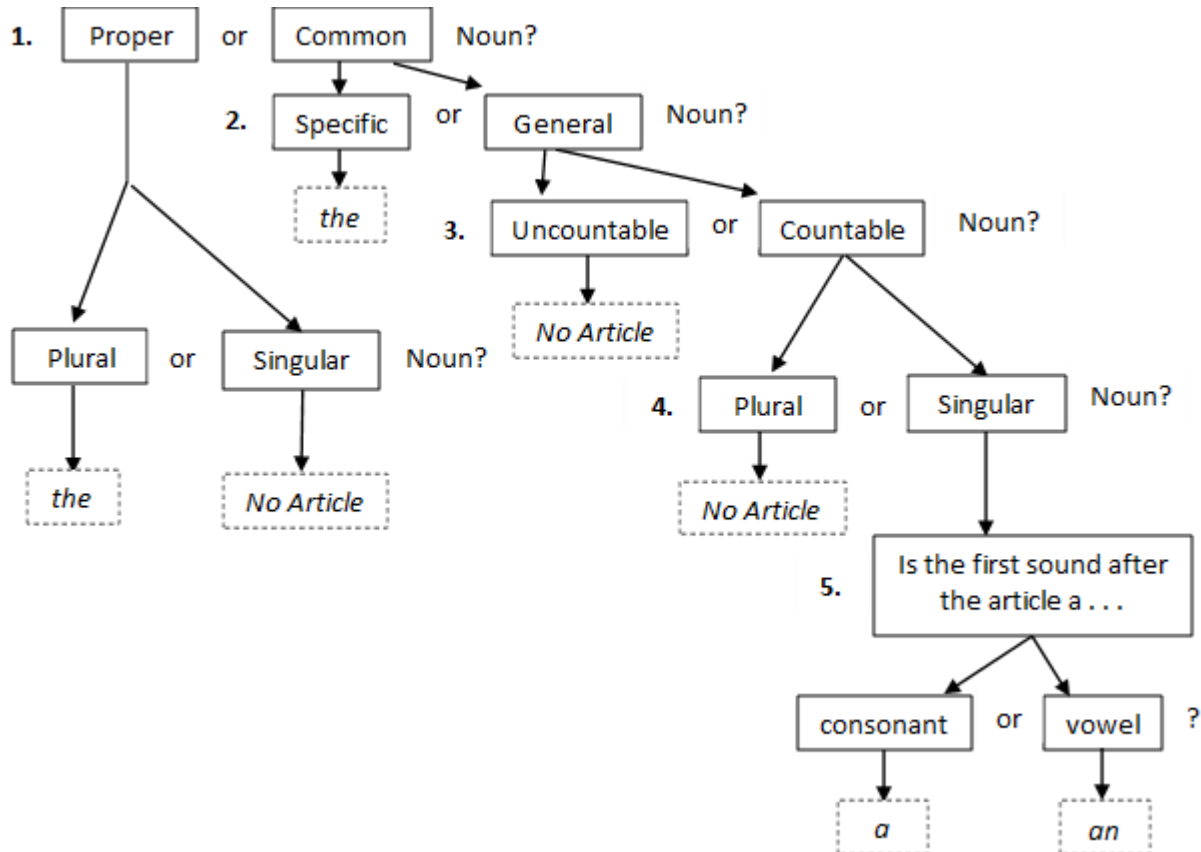 1. Proper or Common Noun?
2. Specific or General Noun?
the
3. Uncountable or Countable Noun?
No Article
Plural or Singular Noun?
4. Plural or Singular Noun?
the
No Article
No Article
5. Is the first sound after
the article a . . .
consonant or vowel ?
a
an